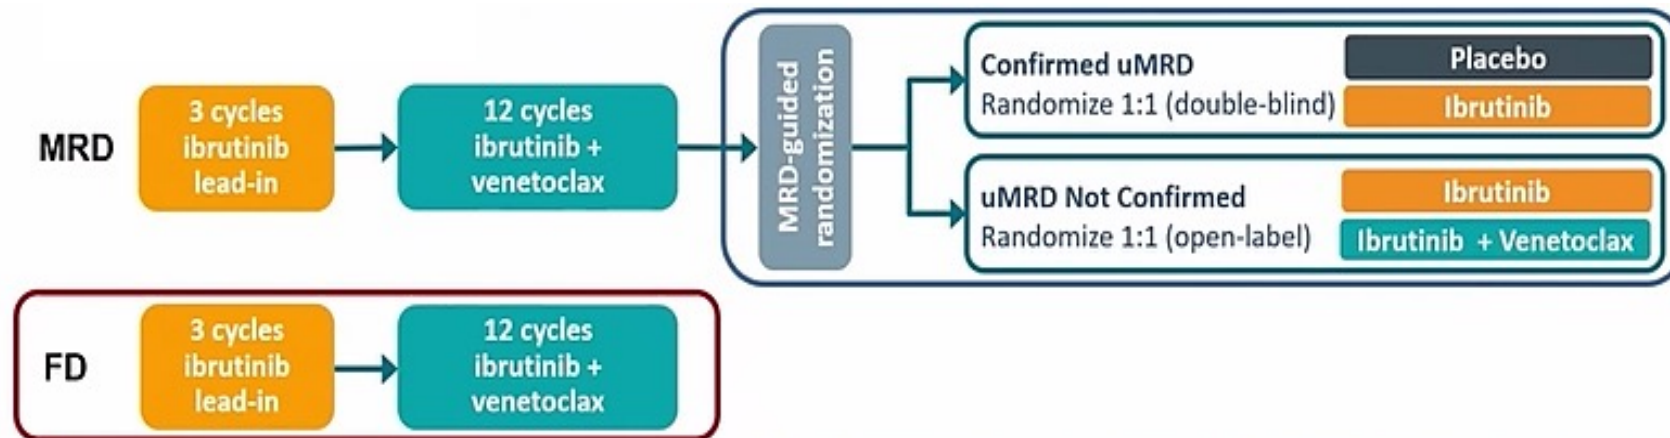 MRD
3 cycles
ibrutinib
lead-in
12 cycles
ibrutinib +
venetoclax
MRD-guided
randomization
Confirmed uMRD
Randomize 1:1 (double-blind)
Placebo
Ibrutinib
uMRD Not Confirmed
Randomize 1:1 (open-label)
Ibrutinib
Ibrutinib + Venetoclax
FD
3 cycles
ibrutinib
lead-in
12 cycles
ibrutinib +
venetoclax